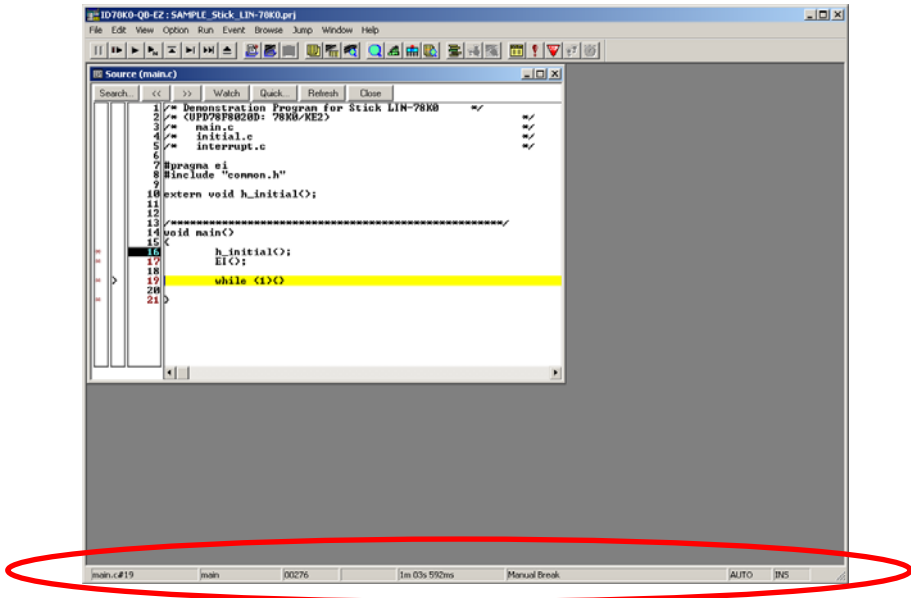 ID78K0-QB-EZ : SAMPLE_Stick_LIN-78K0.prj
File Edit View Option Run Event Browse Jump Window Help
Source (main.c)
Search... << >> Watch Quick... Refresh Close
1 /* Demonstration Program for Stick LIN-78K0 */
2 /* (UPD78F8020D: 78K0/KE2) */
3 /* main.c */
4 /* initial.c */
5 /* interrupt.c */
6
7 #pragma ei
8 #include "common.h"
9
10 extern void h_initial();
11
12
13 /****************************************************/
14 void main()
15 {
16 h_initial();
17 EI();
18
19 while (1){}
20
21 }
main.c#19 main 00276 1m 03s 592ms Manual Break AUTO INS